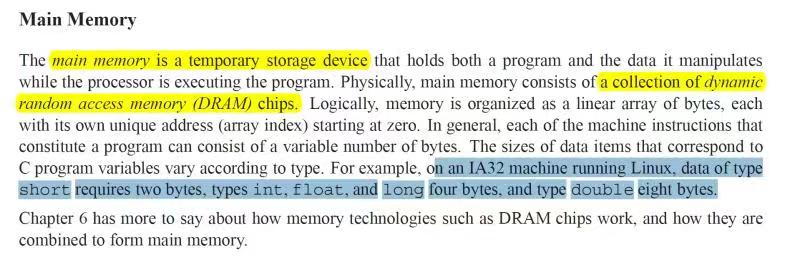 Main Memory
The main memory is a temporary storage device that holds both a program and the data it manipulates
while the processor is executing the program. Physically, main memory consists of a collection of dynamic
random access memory (DRAM) chips. Logically, memory is organized as a linear array of bytes, each
with its own unique address (array index) starting at zero. In general, each of the machine instructions that
constitute a program can consist of a variable number of bytes. The sizes of data items that correspond to
C program variables vary according to type. For example, on an IA32 machine running Linux, data of type
short requires two bytes, types int, float, and long four bytes, and type double eight bytes.
Chapter 6 has more to say about how memory technologies such as DRAM chips work, and how they are
combined to form main memory.